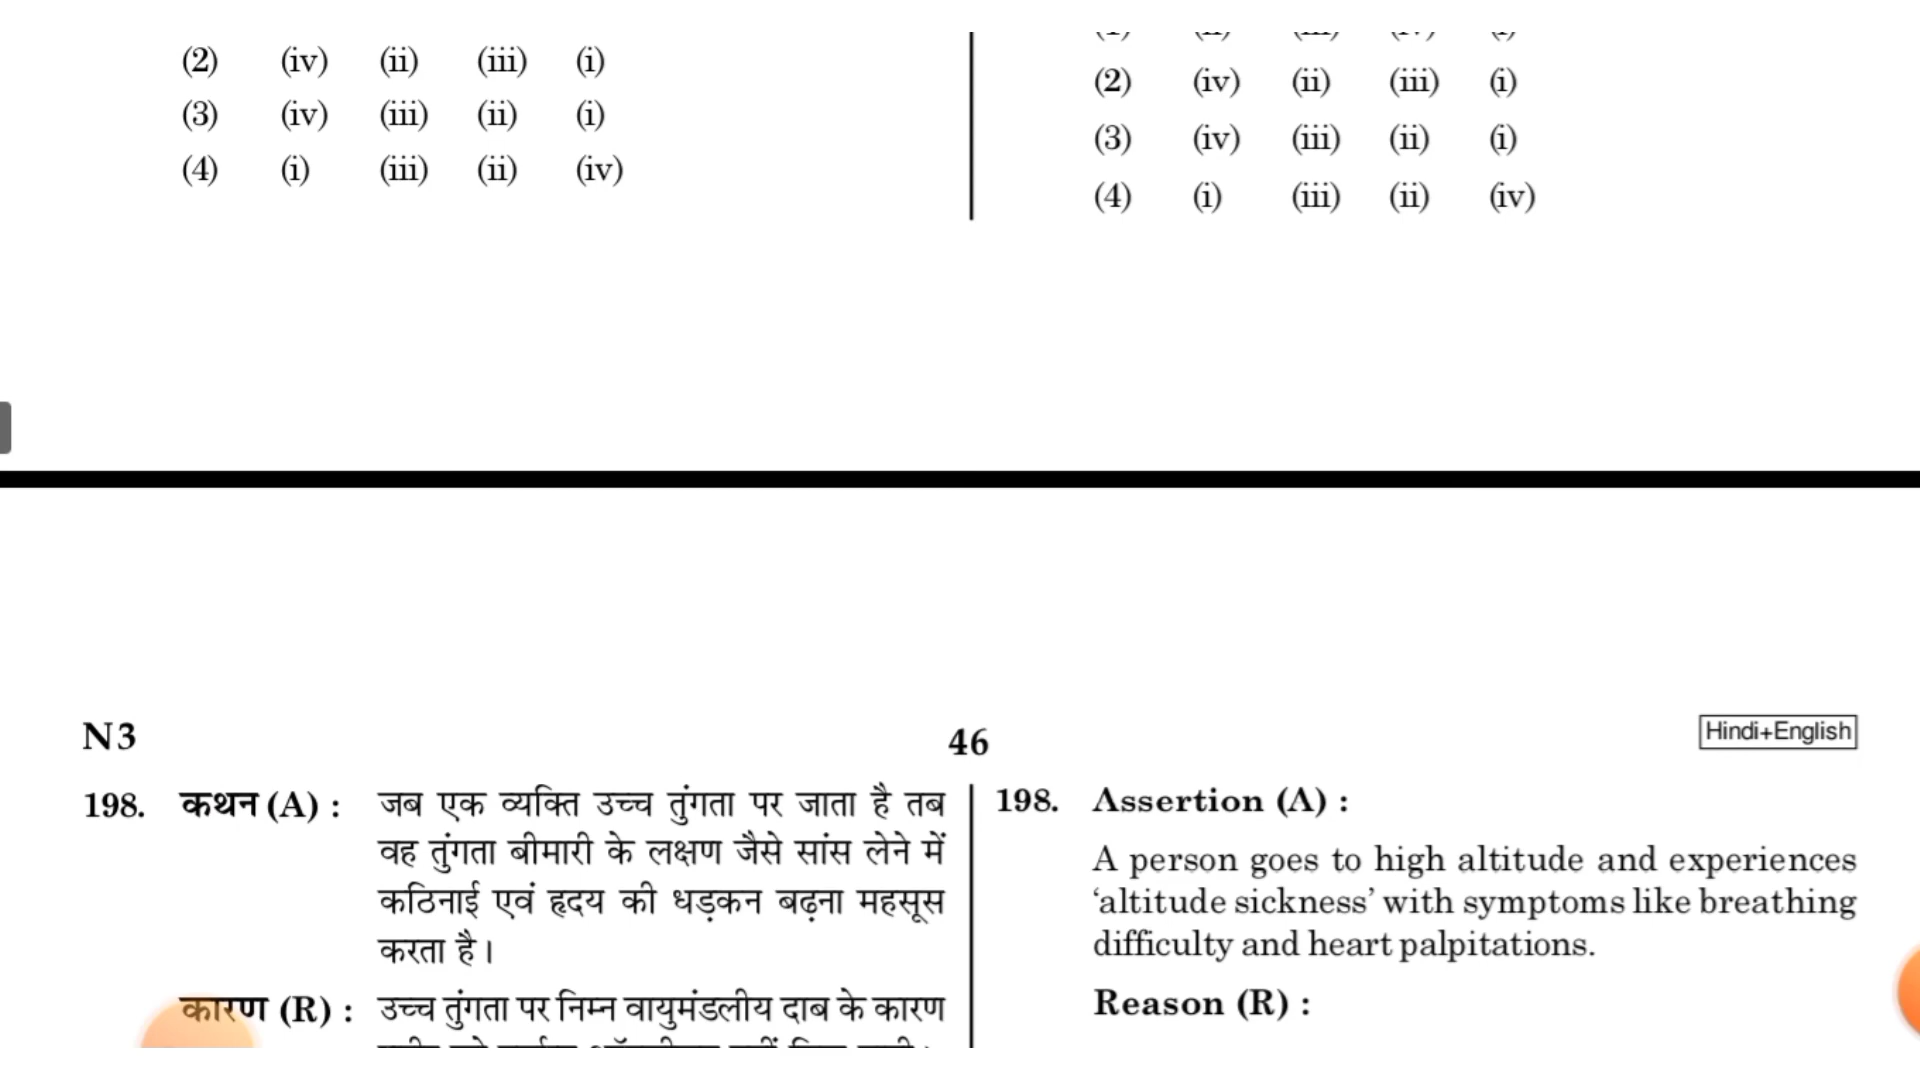 (2) (iv) (ii) (iii) (i)
(3) (iv) (iii) (ii) (i)
(4) (i) (iii) (ii) (iv)
(2) (iv) (ii) (iii) (i)
(3) (iv) (iii) (ii) (i)
(4) (i) (iii) (ii) (iv)
N3
46
Hindi+English
198. कथन (A) : जब एक व्यक्ति उच्च तुंगता पर जाता है तब
वह तुंगता बीमारी के लक्षण जैसे सांस लेने में
कठिनाई एवं हृदय की धड़कन बढ़ना महसूस
करता है।
कारण (R) : उच्च तुंगता पर निम्न वायुमंडलीय दाब के कारण
198. Assertion (A) :
A person goes to high altitude and experiences
‘altitude sickness’ with symptoms like breathing
difficulty and heart palpitations.
Reason (R) :